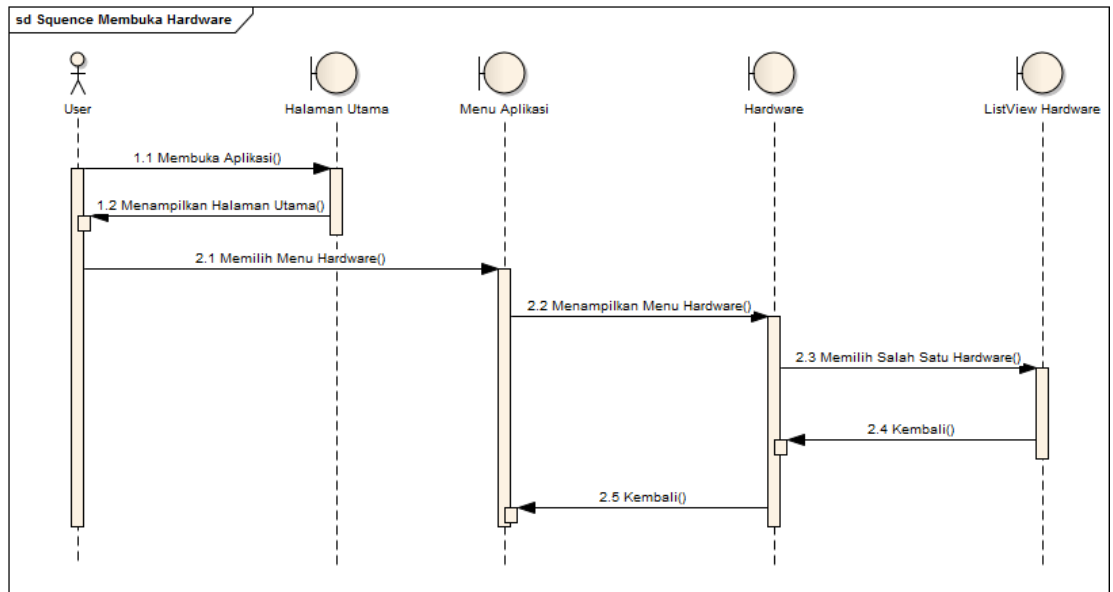 sd Squence Membuka Hardware
User
Halaman Utama
Menu Aplikasi
Hardware
ListView Hardware
1.1 Membuka Aplikasi()
1.2 Menampilkan Halaman Utama()
2.1 Memilih Menu Hardware()
2.2 Menampilkan Menu Hardware()
2.3 Memilih Salah Satu Hardware()
2.4 Kembali()
2.5 Kembali()